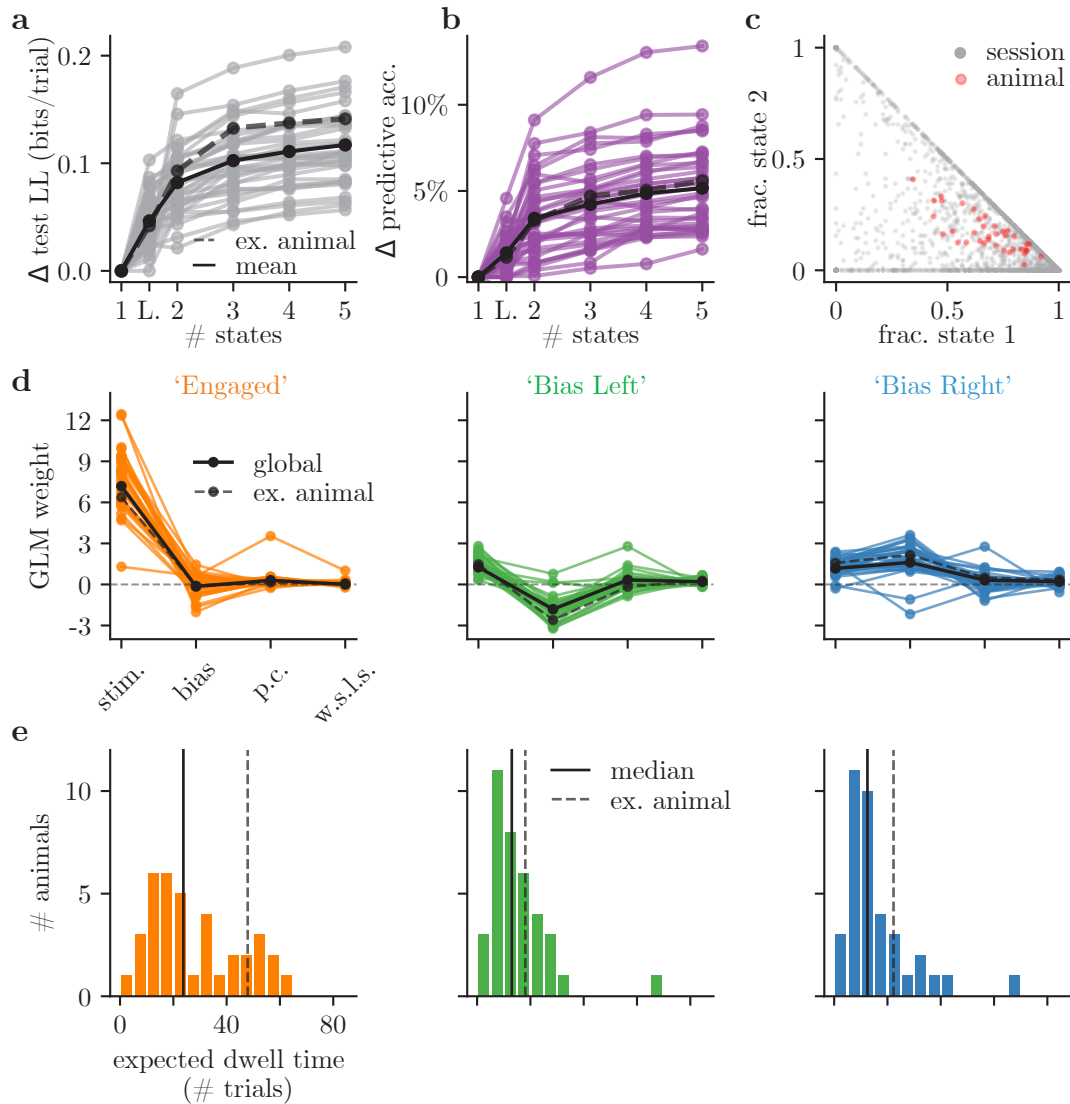 a
Δ test LL (bits/trial)
0.2
0.1
0.0
ex. animal
mean
1 L. 2 3 4 5
# states
b
Δ predictive acc.
10%
5%
0
1 L. 2 3 4 5
# states
c
frac. state 2
1
0.5
0
session
animal
0 0.5 1
frac. state 1
d
‘Engaged’
‘Bias Left’
‘Bias Right’
GLM weight
12
9
6
3
0
-3
global
ex. animal
stim.
bias
p.c.
w.s.l.s.
e
# animals
10
5
0
median
ex. animal
0 40 80
expected dwell time
(# trials)